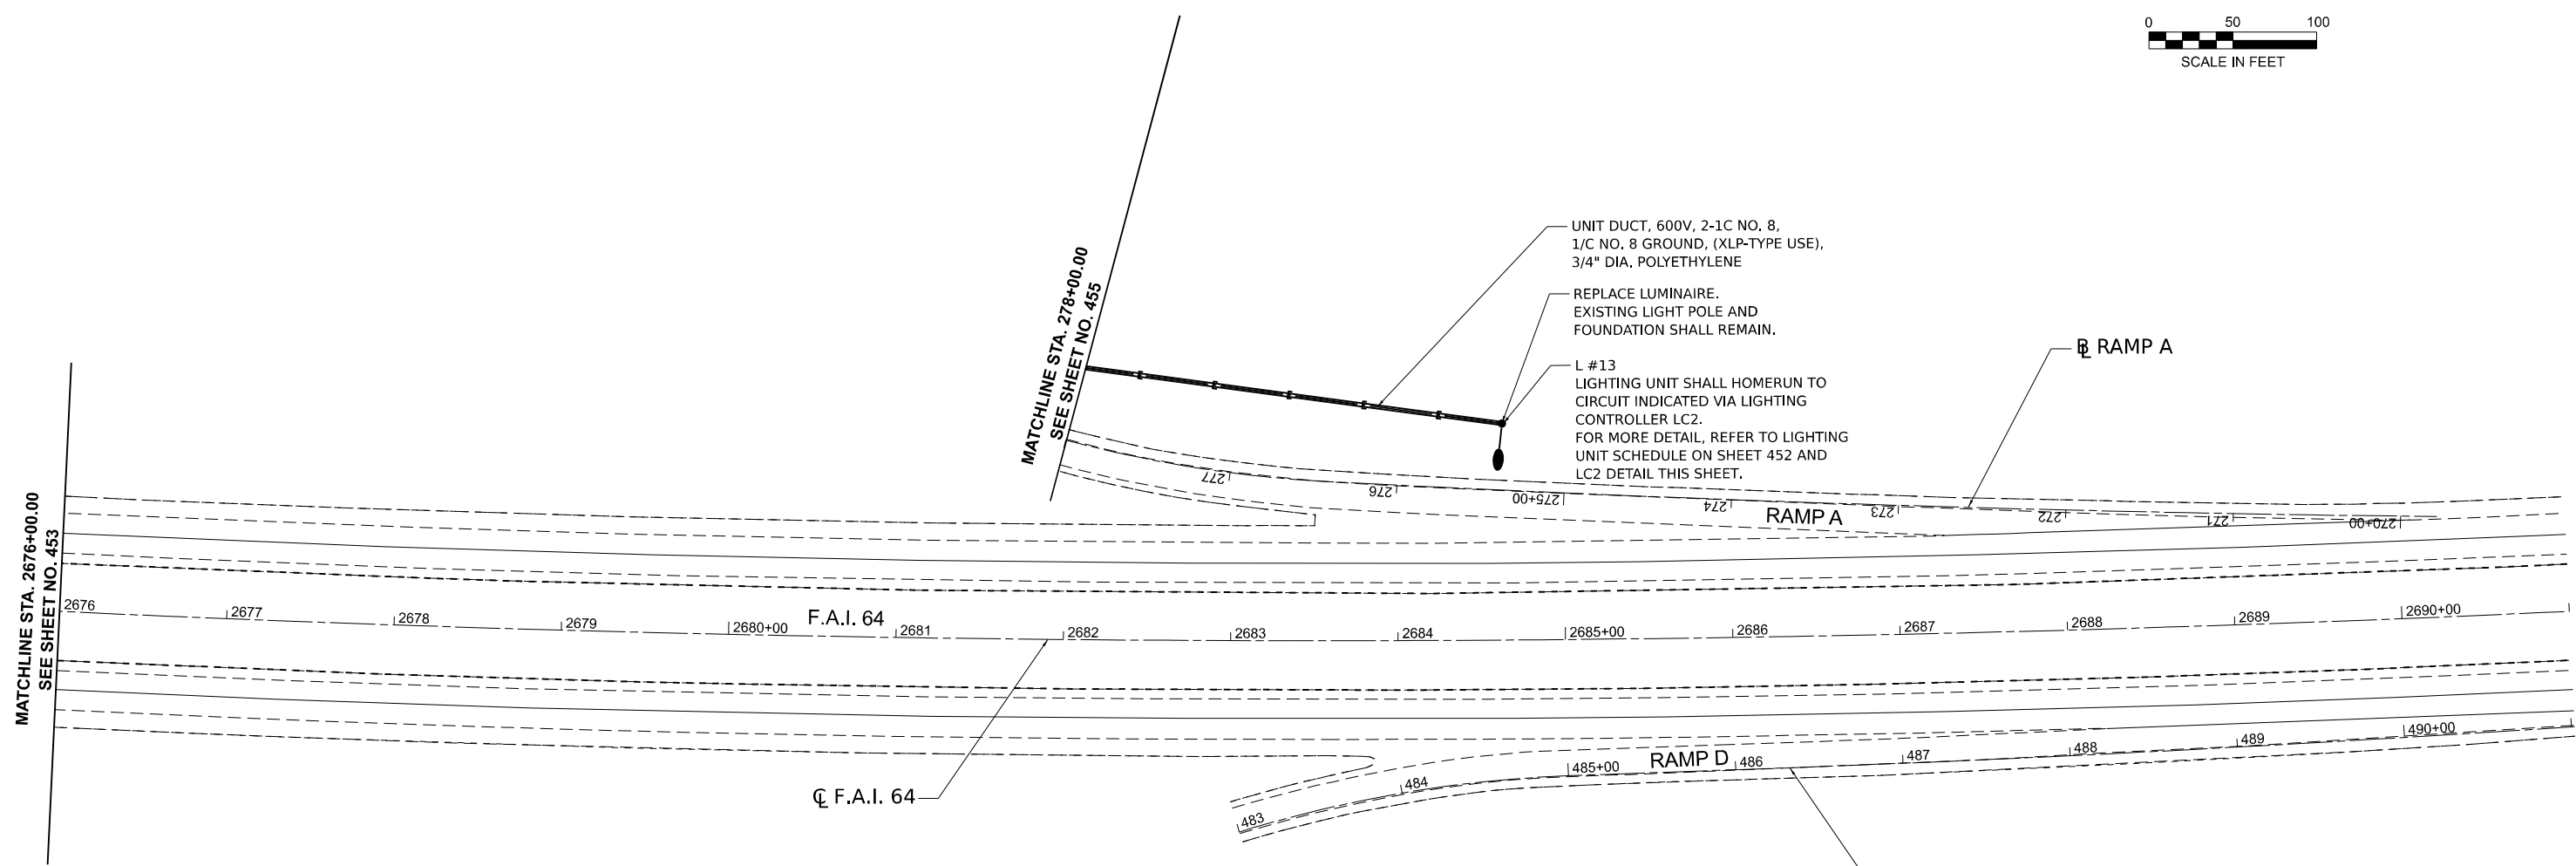 0 50 100
SCALE IN FEET
UNIT DUCT, 600V, 2-1C NO. 8,
1/C NO. 8 GROUND, (XLP-TYPE USE),
3/4" DIA. POLYETHYLENE
REPLACE LUMINAIRE.
EXISTING LIGHT POLE AND
FOUNDATION SHALL REMAIN.
L #13
LIGHTING UNIT SHALL HOMERUN TO
CIRCUIT INDICATED VIA LIGHTING
CONTROLLER LC2.
FOR MORE DETAIL, REFER TO LIGHTING
UNIT SCHEDULE ON SHEET 452 AND
LC2 DETAIL THIS SHEET.
BL RAMP A
MATCHLINE STA. 278+00.00
SEE SHEET NO. 455
E E E E E
277 276 275+00 274 273 272 271 270+00
RAMP A
MATCHLINE STA. 2676+00.00
SEE SHEET NO. 453
2676 2677 2678 2679 2680+00 2681 2682 2683 2684 2685+00 2686 2687 2688 2689 2690+00
F.A.I. 64
℄ F.A.I. 64
RAMP D
483 484 485+00 486 487 488 489 490+00